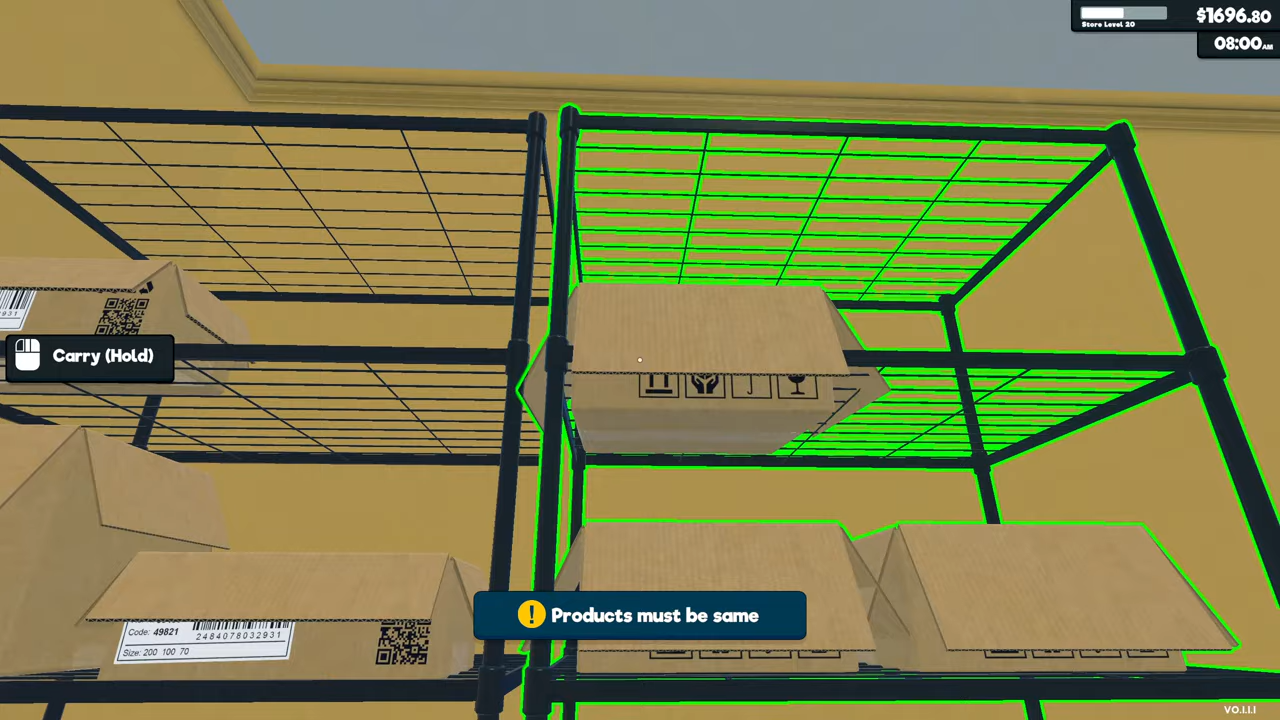 $1696.80
Store Level 20
08:00AM
931
Carry (Hold)
Products must be same
Code: 49821
2484078032931
Size: 200 100 70
V0.1.1.1